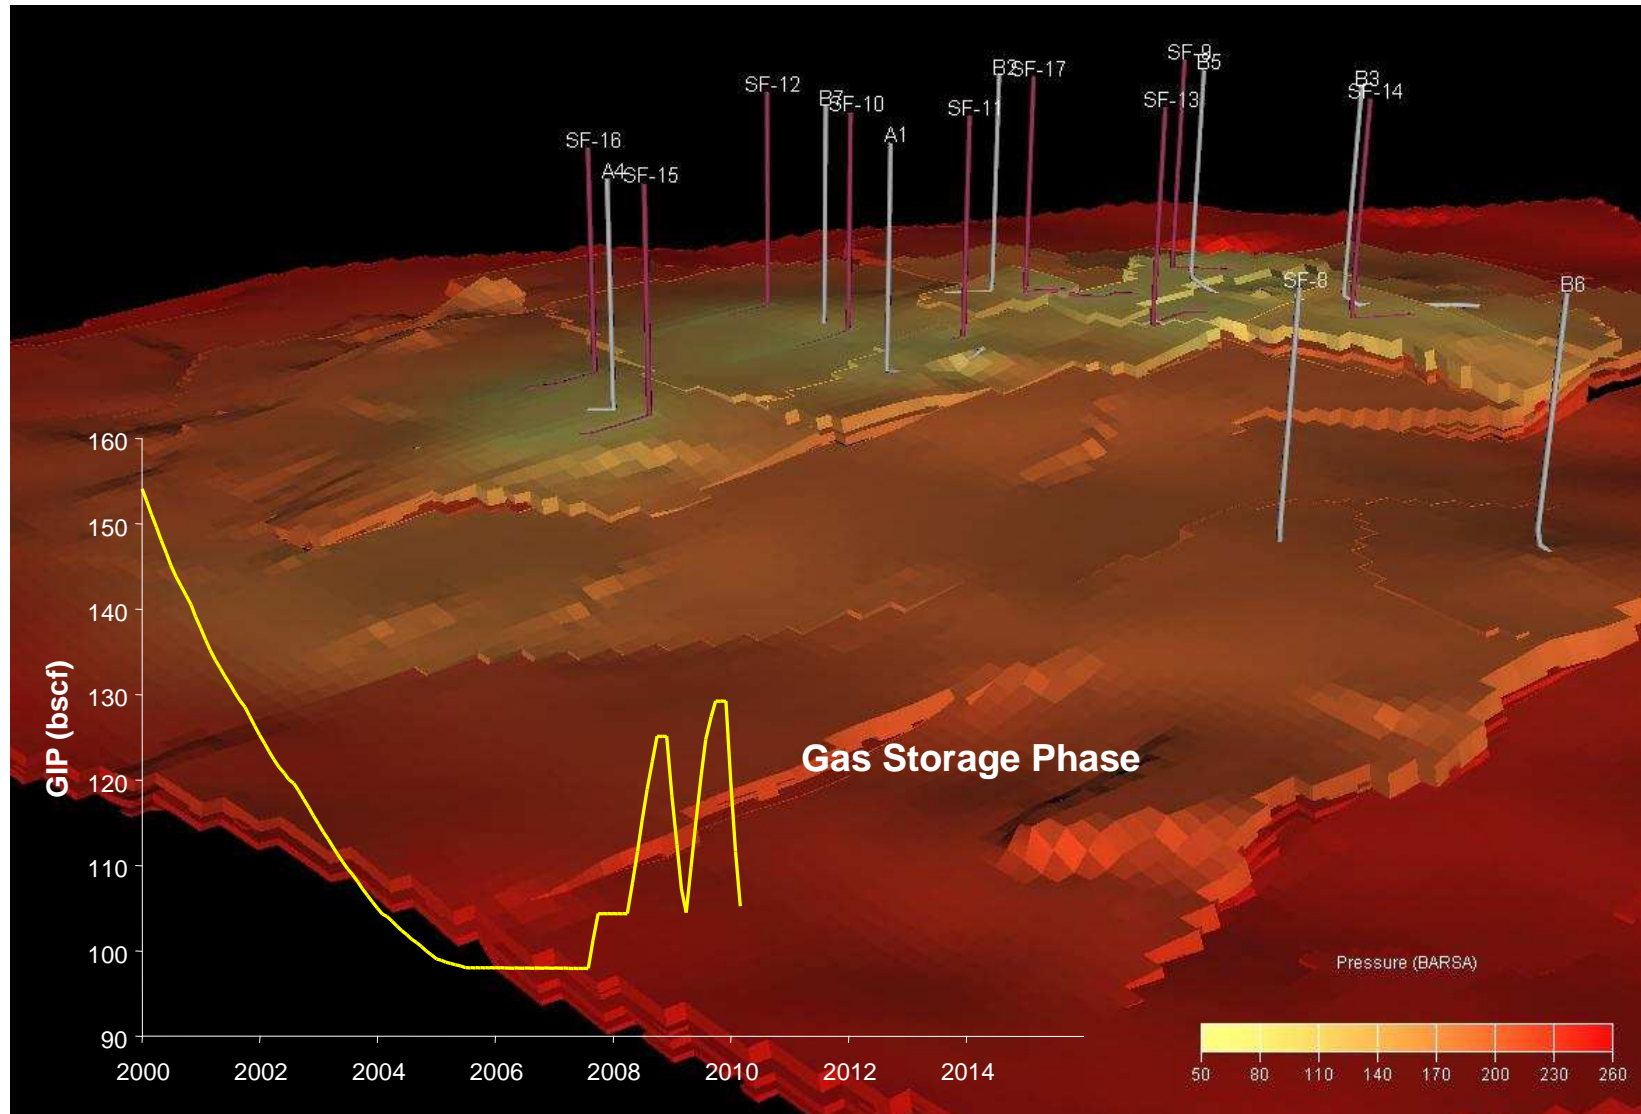 SF-9
B5
B2
SF-17
B3
SF-14
SF-12
B7
SF-10
SF-11
SF-13
A1
SF-16
A4
SF-15
SF-8
B6
160
150
140
130
120
110
100
90
GIP (bscf)
Gas Storage Phase
2000 2002 2004 2006 2008 2010 2012 2014
Pressure (BARSA)
50 80 110 140 170 200 230 260